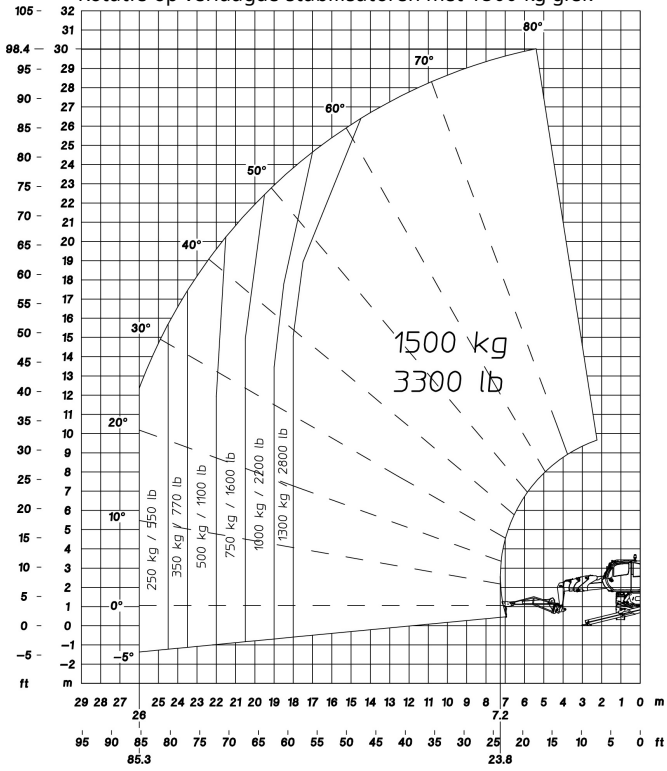 Rotatie op verlaagde stabilisatoren met 1500 kg
105 – 32
31
98.4 – 30
95 – 29
28
90 – 27
26
85 – 25
24
80 –
23
75 – 22
70 – 21
20
65 – 19
18
60 –
17
55 – 16
50 – 15
14
45 – 13
12
40 –
11
35 – 10
30 – 9
8
25 – 7
6
20 –
5
15 – 4
10 – 3
2
5 – 1
0 – 0
-1
-5 – -2
ft m
80°
70°
60°
50°
40°
30°
20°
10°
0°
-5°
1500 kg
3300 lb
250 kg / 550 lb
350 kg / 770 lb
500 kg / 1100 lb
750 kg / 1600 lb
1000 kg / 2200 lb
1300 kg / 2800 lb
29 28 27 25 24 23 22 21 20 19 18 17 16 15 14 13 12 11 10 9 8 7 6 5 4 3 2 1 0 m
26 7.2
95 90 80 75 70 65 60 55 50 45 40 35 30 25 20 15 10 5 0 ft
85.3 23.8